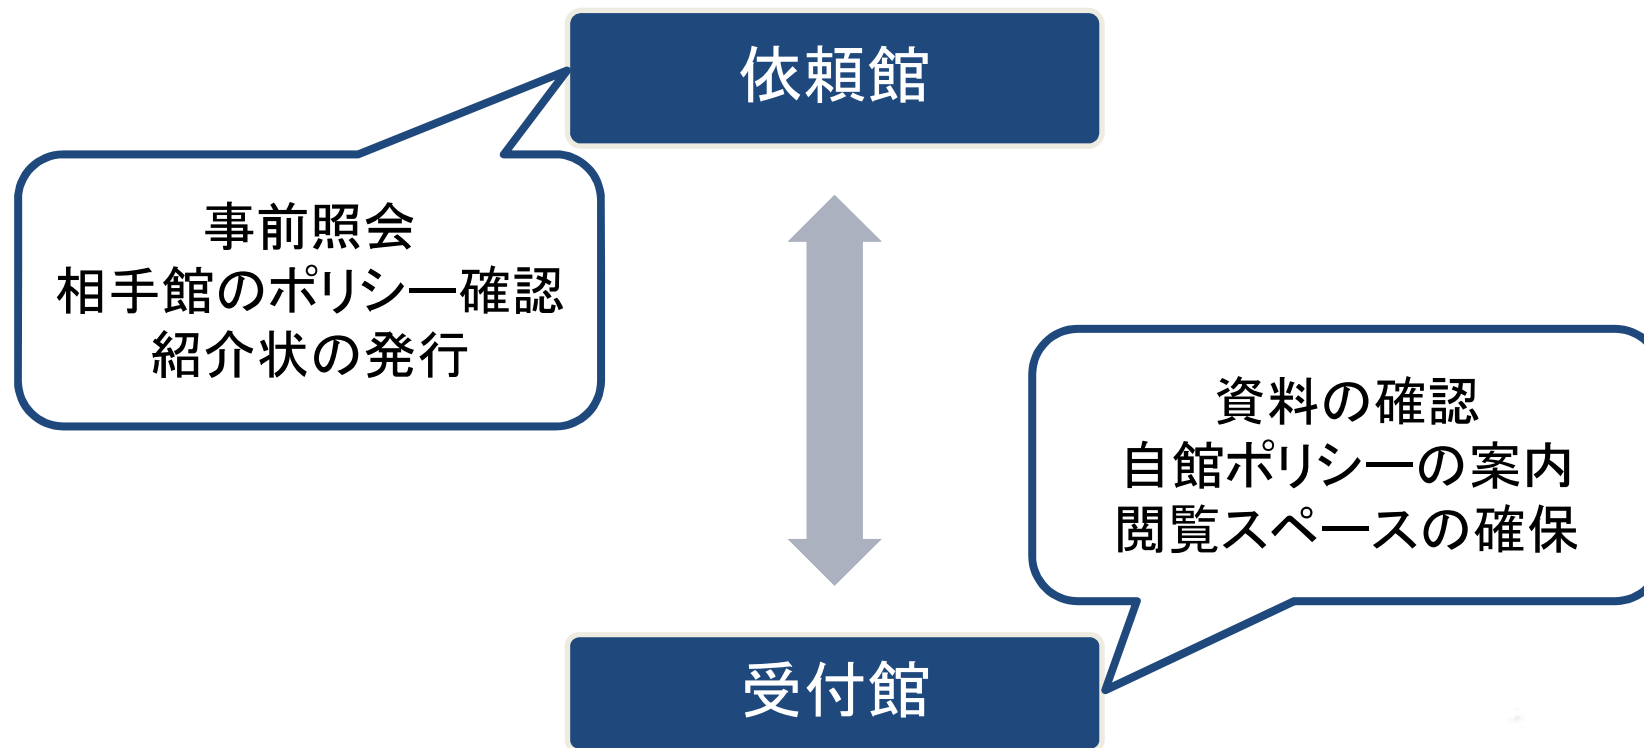 依頼館
事前照会
相手館のポリシー確認
紹介状の発行
資料の確認
自館ポリシーの案内
閲覧スペースの確保
受付館